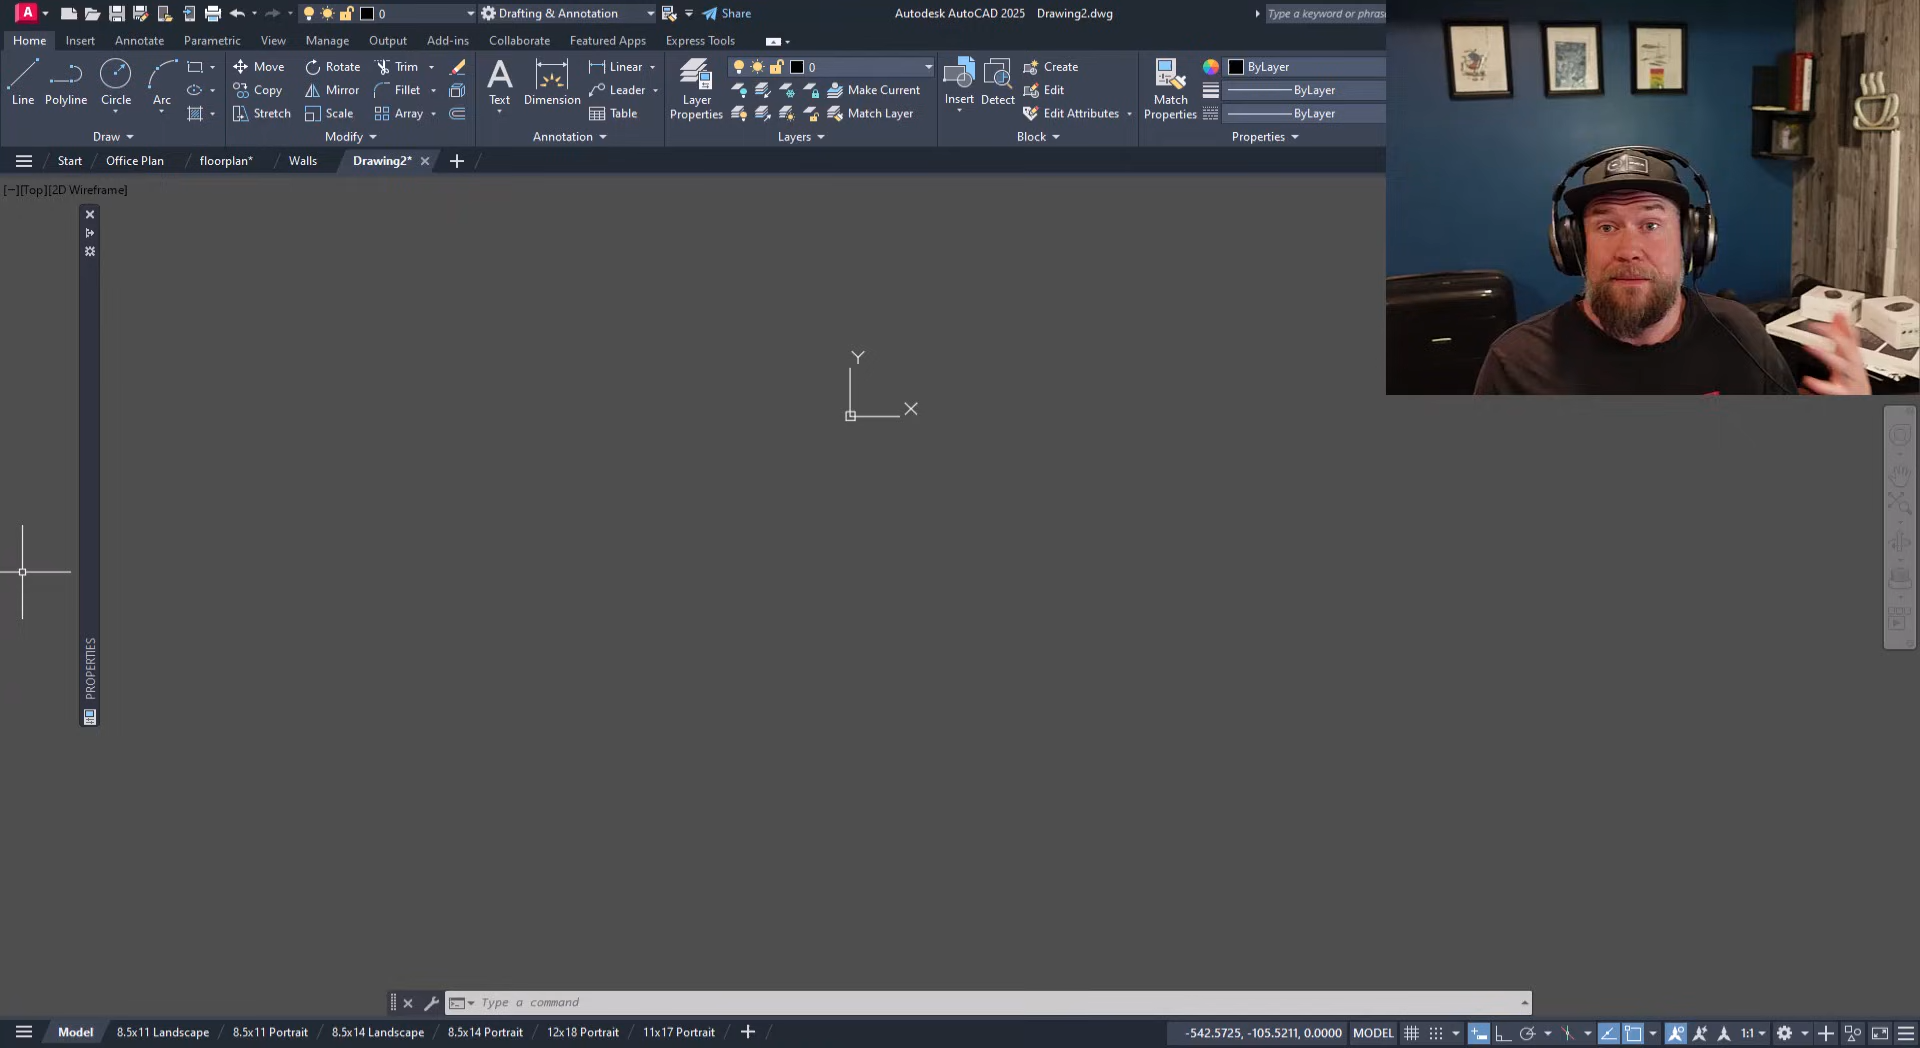 A 0 Drafting & Annotation Share Autodesk AutoCAD 2025 Drawing2.dwg Type a keyword or phras
Home Insert Annotate Parametric View Manage Output Add-ins Collaborate Featured Apps Express Tools
Line Polyline Circle Arc
Move Rotate Trim
Copy Mirror Fillet
Stretch Scale Array
Draw Modify
Text Dimension
Linear
Leader
Table
Annotation
Layer Properties
0
Make Current
Match Layer
Layers
Insert Detect
Create
Edit
Edit Attributes
Block
Match Properties
ByLayer
ByLayer
ByLayer
Properties
Start Office Plan floorplan* Walls Drawing2*
[−][Top][2D Wireframe]
Y
X
PROPERTIES
Type a command
Model 8.5x11 Landscape 8.5x11 Portrait 8.5x14 Landscape 8.5x14 Portrait 12x18 Portrait 11x17 Portrait
-542.5725, -105.5211, 0.0000 MODEL 1:1